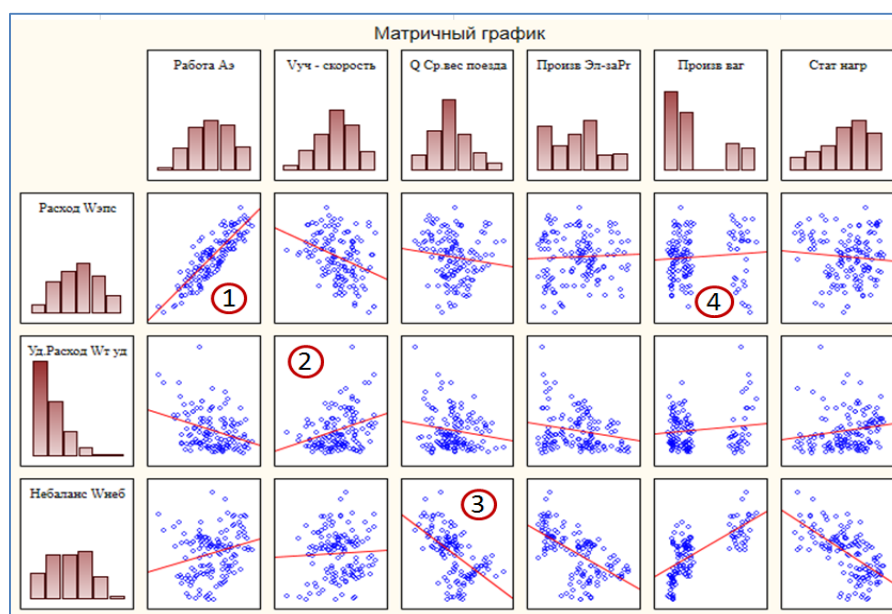 Матричный график
Работа Аэ
Vуч - скорость
Q Ср.вес поезда
Произв Эл-заРг
Произв ваг
Стат нагр
Расход Wэпс
1
4
Уд.Расход Wт уд
2
Небаланс Wнеб
3